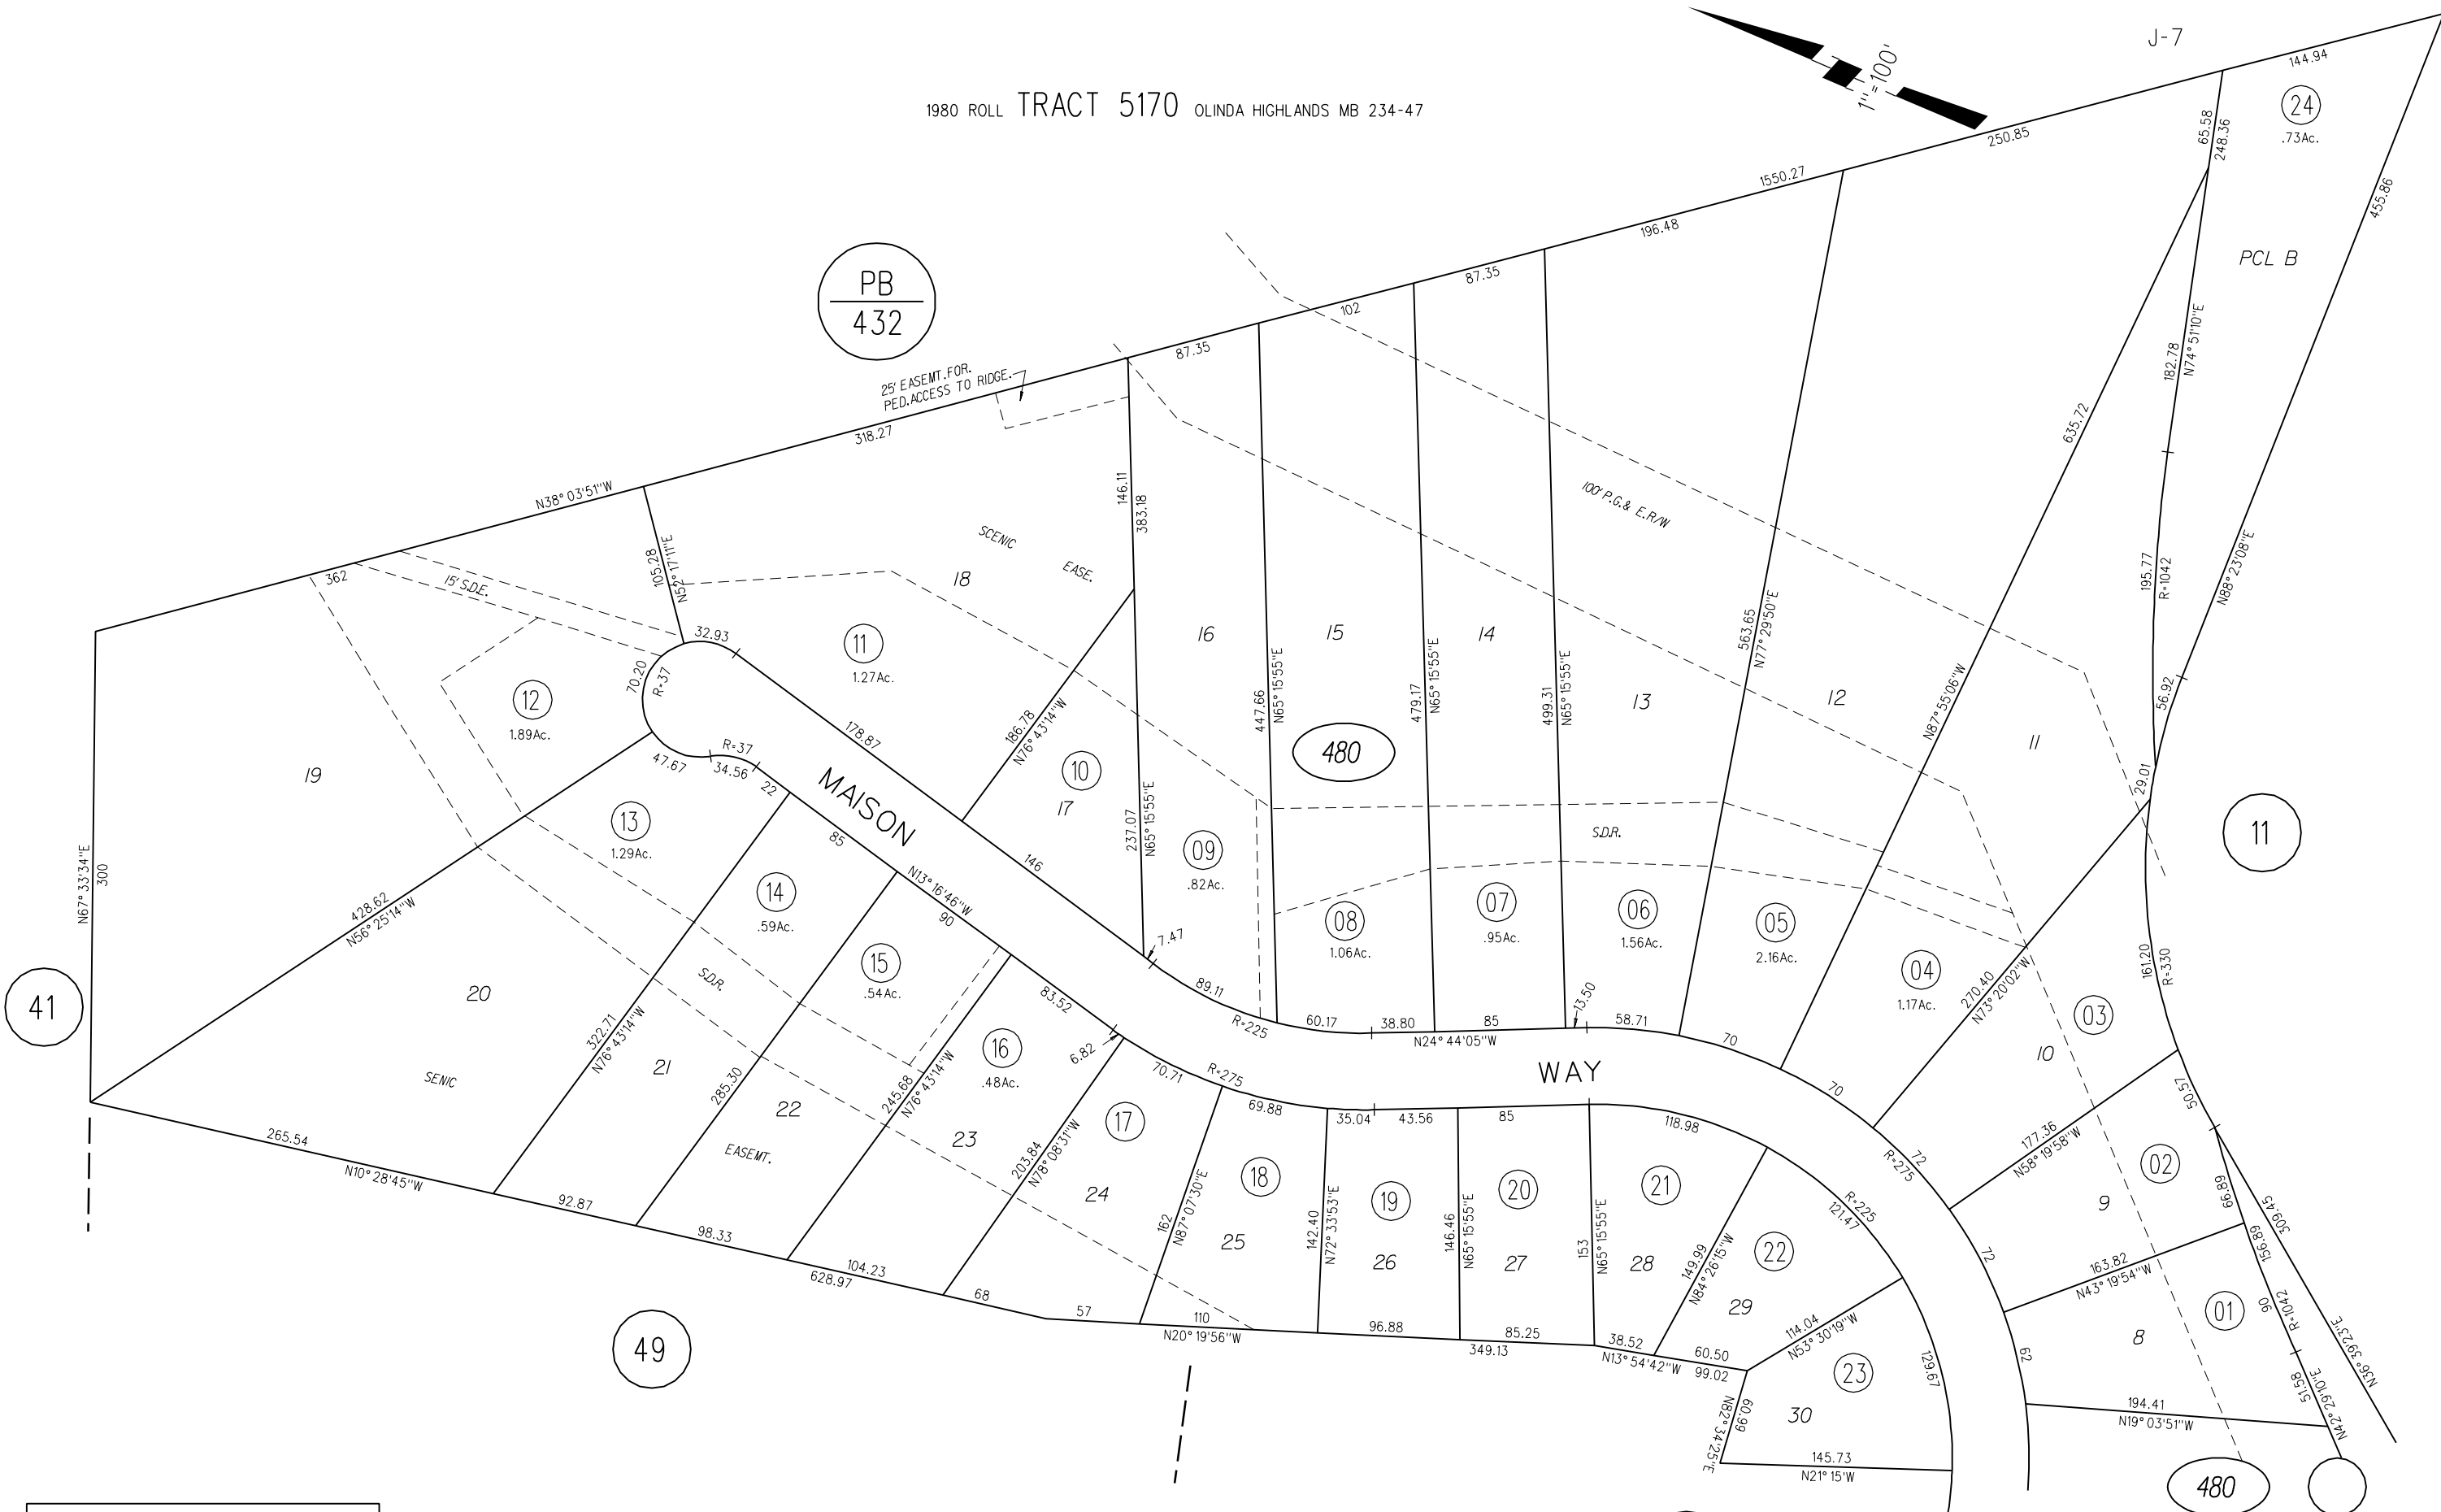 J-7
1"=100'
1980 ROLL TRACT 5170 OLINDA HIGHLANDS MB 234-47
144.94
24
.73Ac.
65.58
248.36
250.85
1550.27
455.86
196.48
PCL B
87.35
PB
432
102
87.35
N74° 51'10"E
182.78
25' EASEMT.FOR.
PED.ACCESS TO RIDGE.
318.27
635.72
N38° 03'51"W
146.11
383.18
100' P.G.& E.R/W
SCENIC
EASE.
18
362
15' S.D.E.
105.28
N52° 17'11"E
195.77
R=1042
N88° 23'08"E
32.93
11
1.27Ac.
16
15
14
563.65
N77° 29'50"E
70.20
R=37
12
1.89Ac.
447.66
N65° 15'55"E
479.17
N65° 15'55"E
499.31
N65° 15'55"E
13
12
N87° 55'06"W
56.92
11
178.87
186.78
N76° 43'14"W
480
19
47.67
R=37
34.56
22
MAISON
10
17
29.01
13
1.29Ac.
85
237.07
N65° 15'55"E
09
.82Ac.
S.D.R.
11
N67° 33'34"E
300
146
14
.59Ac.
N13° 16'46"W
90
428.62
N56° 25'14"W
7.47
08
1.06Ac.
07
.95Ac.
06
1.56Ac.
05
2.16Ac.
04
1.17Ac.
270.40
N73° 20'02"W
161.20
R=330
15
.54Ac.
S.D.R.
41
20
83.52
89.11
R=225
60.17
38.80
85
13.50
58.71
70
N24° 44'05"W
03
10
322.71
N76° 43'14"W
21
16
.48Ac.
6.82
70.71
R=275
WAY
70
50.57
SENIC
285.30
22
245.68
N76° 43'14"W
23
69.88
35.04
43.56
85
118.98
17
177.36
N58° 19'58"W
72
R=275
EASEMT.
265.54
N10° 28'45"W
203.84
N78° 08'31"W
24
18
162
N87° 07'30"E
25
142.40
N72° 33'53"E
19
26
146.46
N65° 15'55"E
20
27
153
N65° 15'55"E
21
28
R=225
121.47
02
9
66.89
309.45
92.87
98.33
104.23
628.97
149.99
N84° 26'15"W
22
29
72
163.82
N43° 19'54"W
156.89
68
57
110
N20° 19'56"W
96.88
85.25
349.13
38.52
N13° 54'42"W
60.50
99.02
114.04
N53° 30'19"W
01
8
90
R=1042
N36° 39'23"E
49
129.67
62
23
30
60.99
N82° 34'25"E
51.58
N42° 29'10"E
194.41
N19° 03'51"W
145.73
N21° 15'W
480